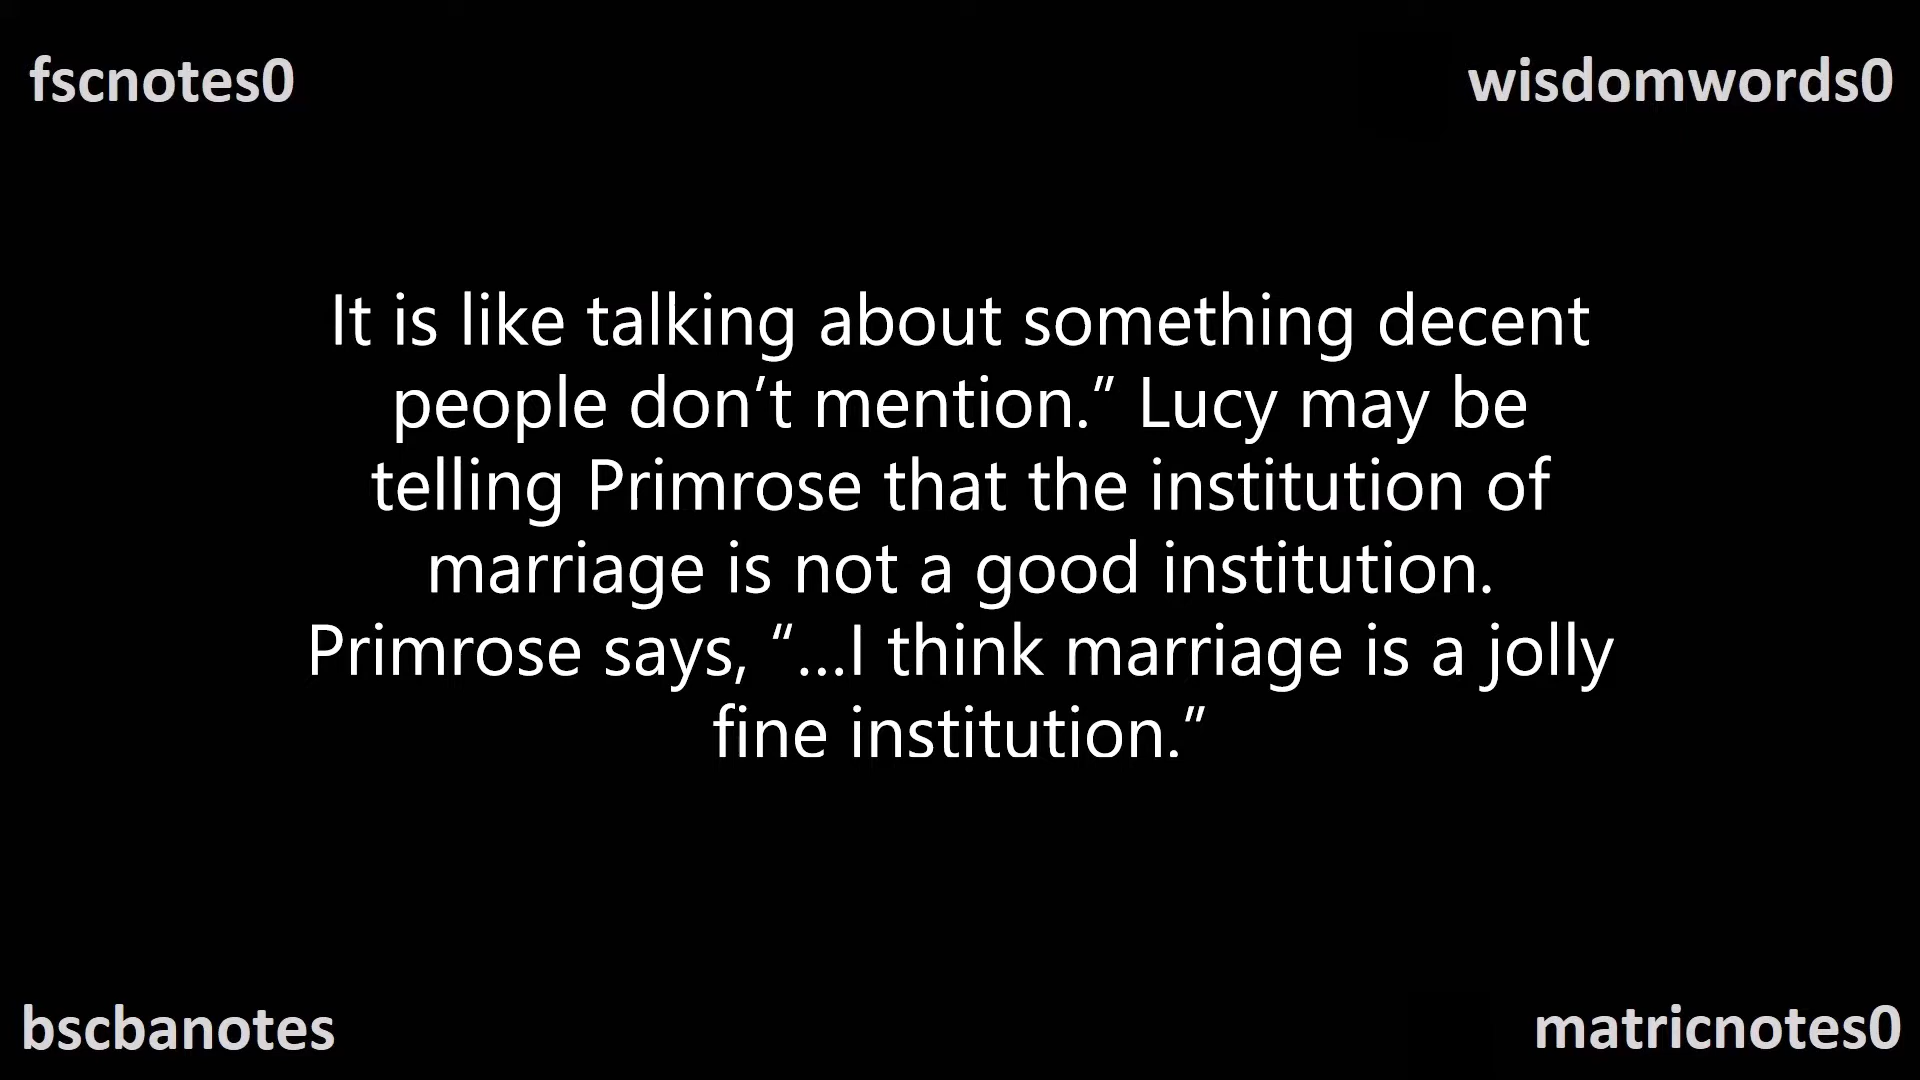 fscnotes0
wisdomwords0
It is like talking about something decent
people don’t mention.” Lucy may be
telling Primrose that the institution of
marriage is not a good institution.
Primrose says, “…I think marriage is a jolly
fine institution.”
bscbanotes
matricnotes0